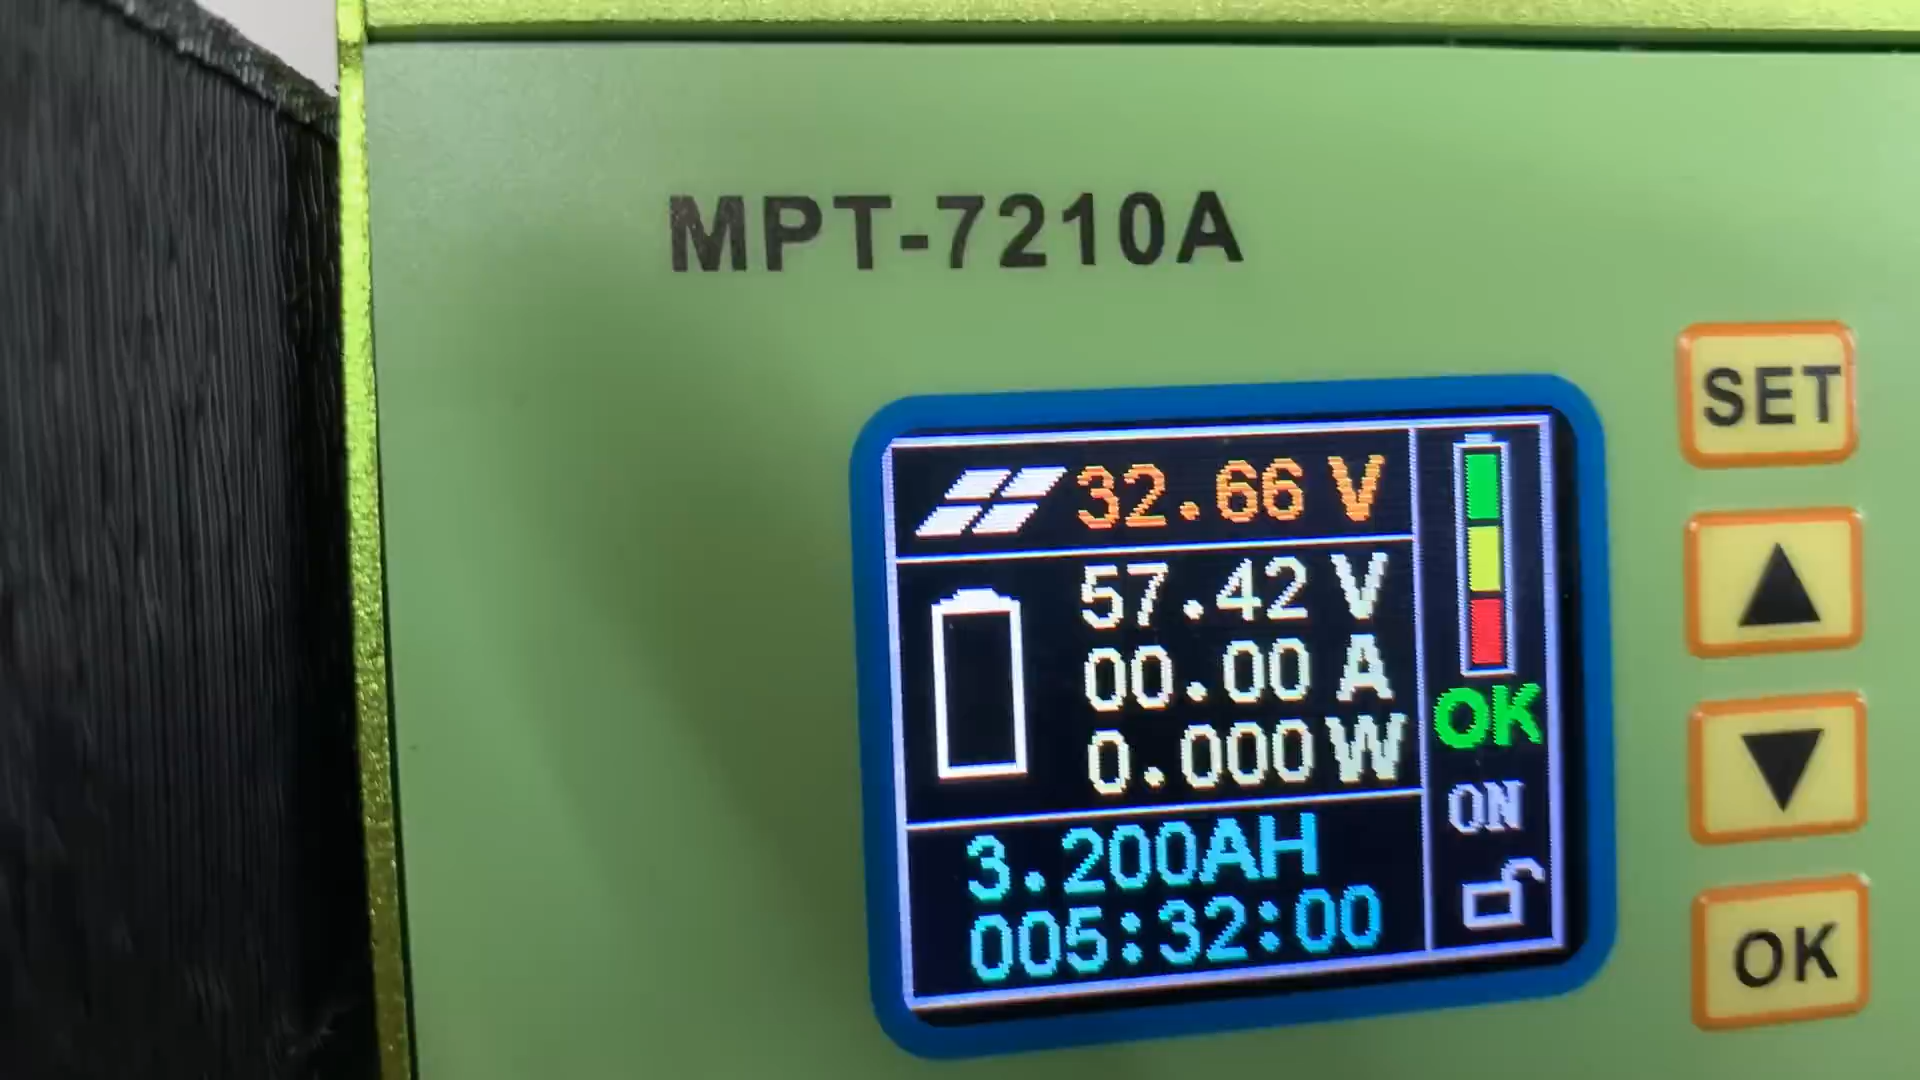 MPT-7210A
32.66 V
57.42 V
00.00 A
0.000 W
3.200AH
005:32:00
OK
ON
SET
OK